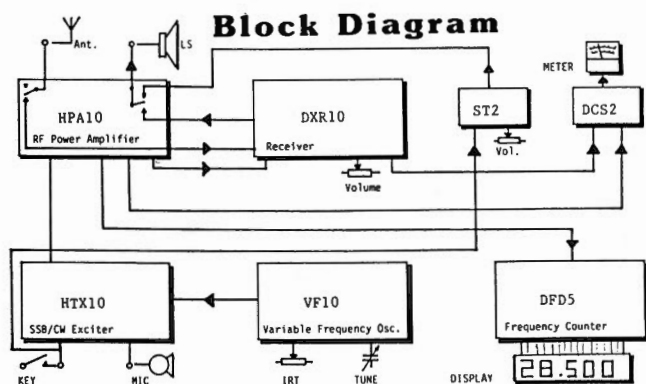 Block Diagram
Ant.
LS
METER
HPA10
RF Power Amplifier
DXR10
Receiver
ST2
DCS2
Vol.
Volume
HTX10
SSB/CW Exciter
VF10
Variable Frequency Osc.
DFD5
Frequency Counter
KEY
MIC
IRT
TUNE
DISPLAY
28.500